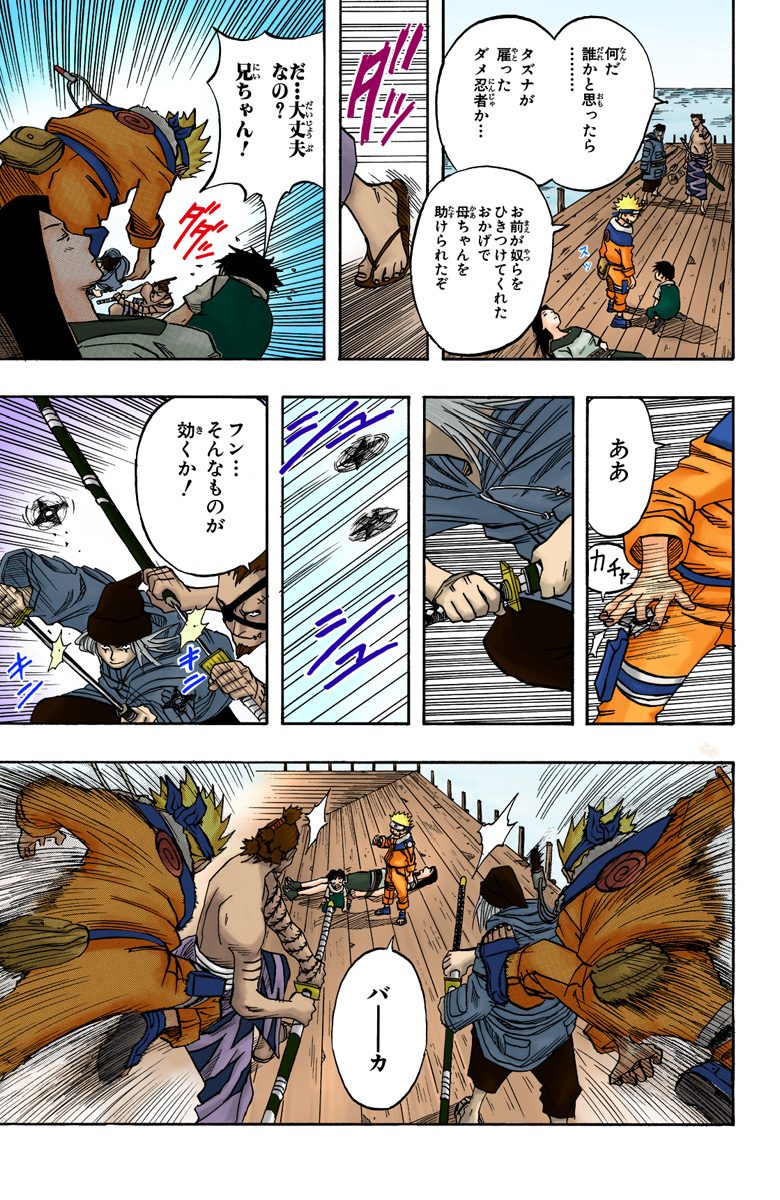 何だ
誰かと思ったら
………
タズナが
雇った
ダメ忍者か…
お前が奴らを
ひきつけてくれた
おかげで
母ちゃんを
助けられたぞ
スッ
ダッ
だ…大丈夫
なの？
兄ちゃん！
ダダッ
ああ
カチャ
シュ
シュ
フン…
そんなものが
効くか！
キン
キン
バーカ